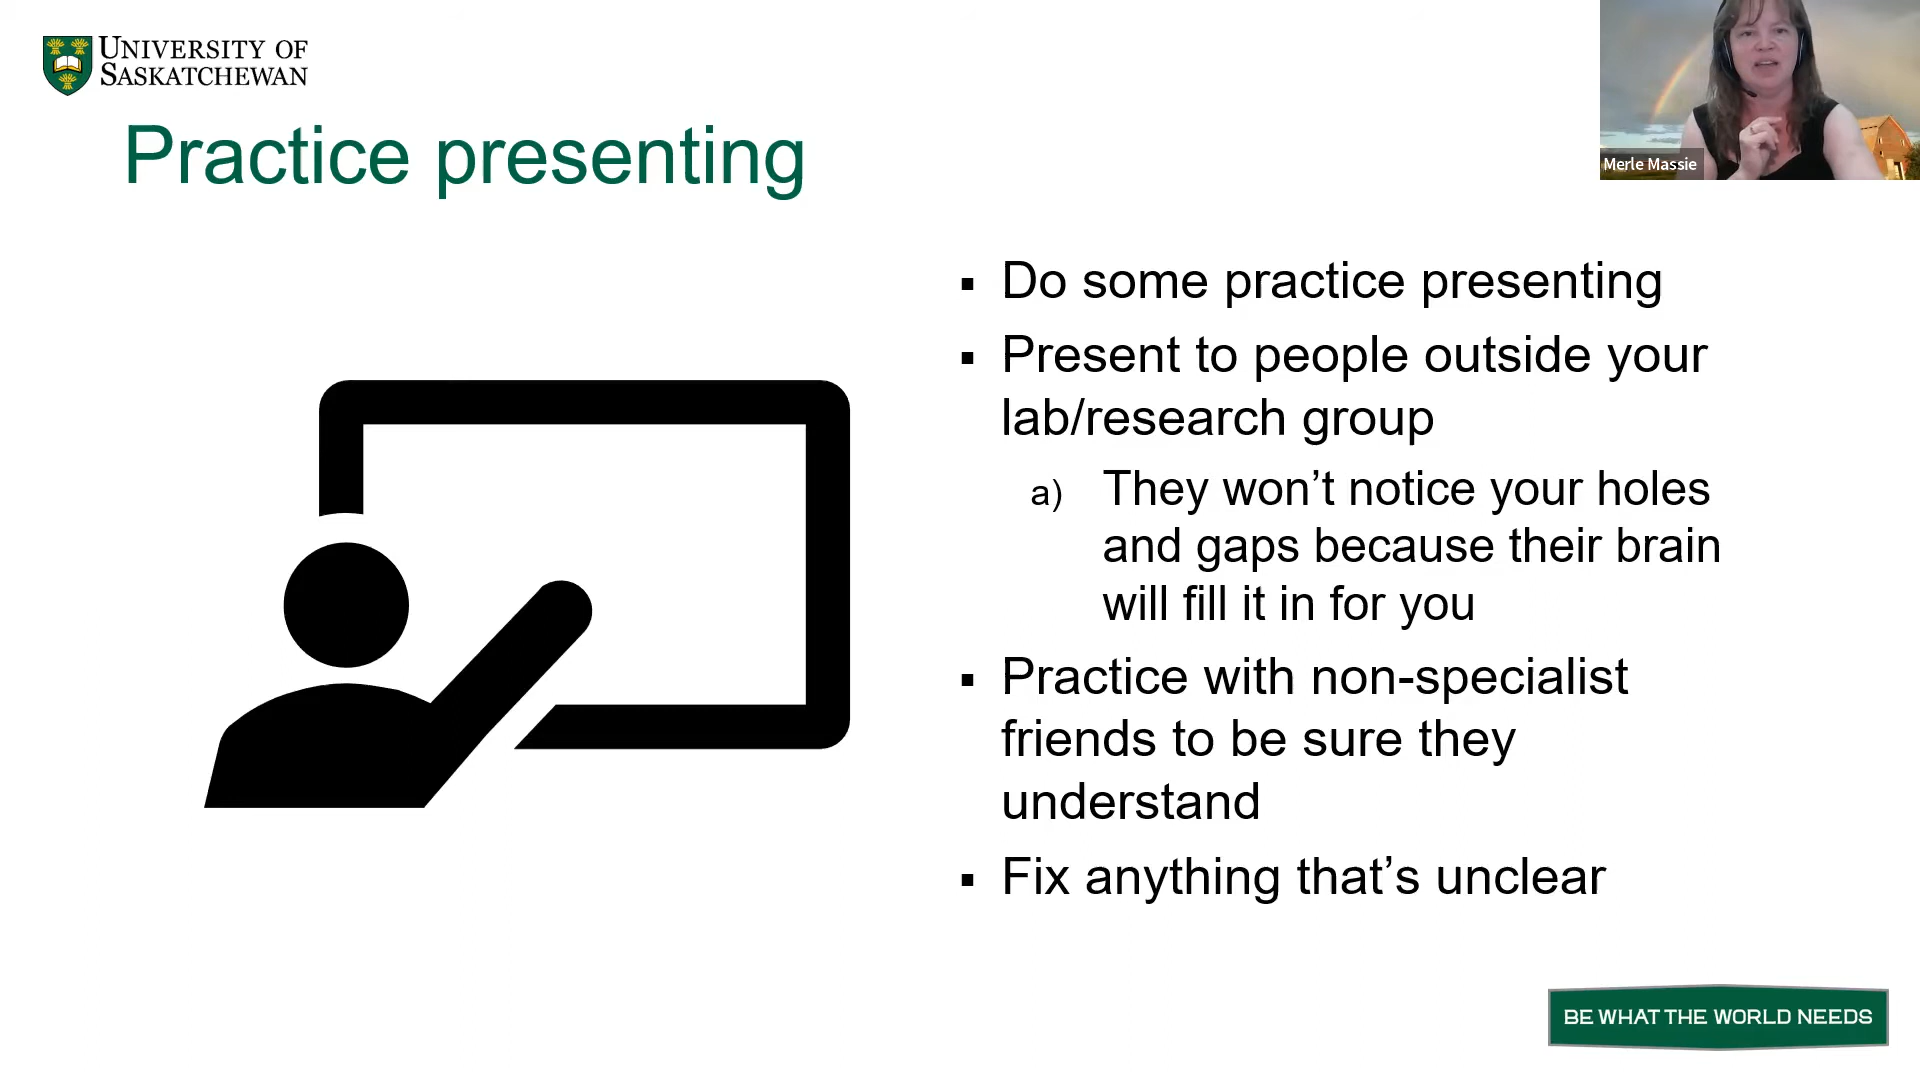 UNIVERSITY OF
SASKATCHEWAN
Merle Massie
Practice presenting
▪ Do some practice presenting
▪ Present to people outside your
lab/research group
a) They won’t notice your holes
and gaps because their brain
will fill it in for you
▪ Practice with non-specialist
friends to be sure they
understand
▪ Fix anything that’s unclear
BE WHAT THE WORLD NEEDS